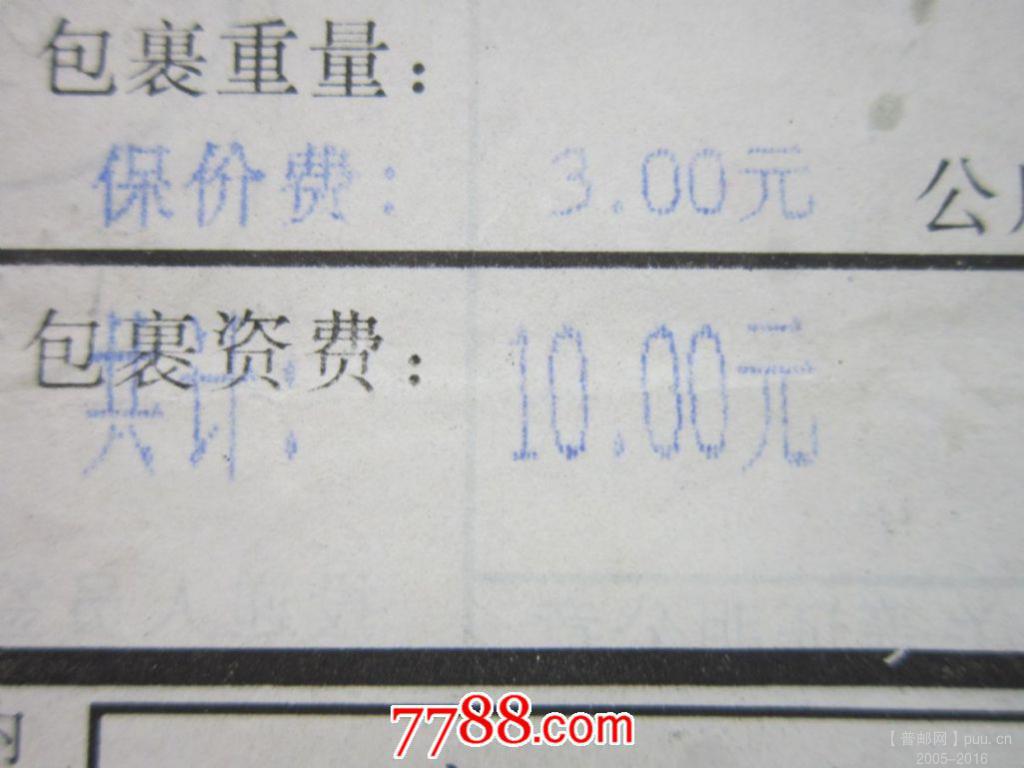 包裹重量：
保价费： 3.00元
公
包裹资费：
共计： 10.00元
7788.com
【普邮网】puu.cn
2005-2016